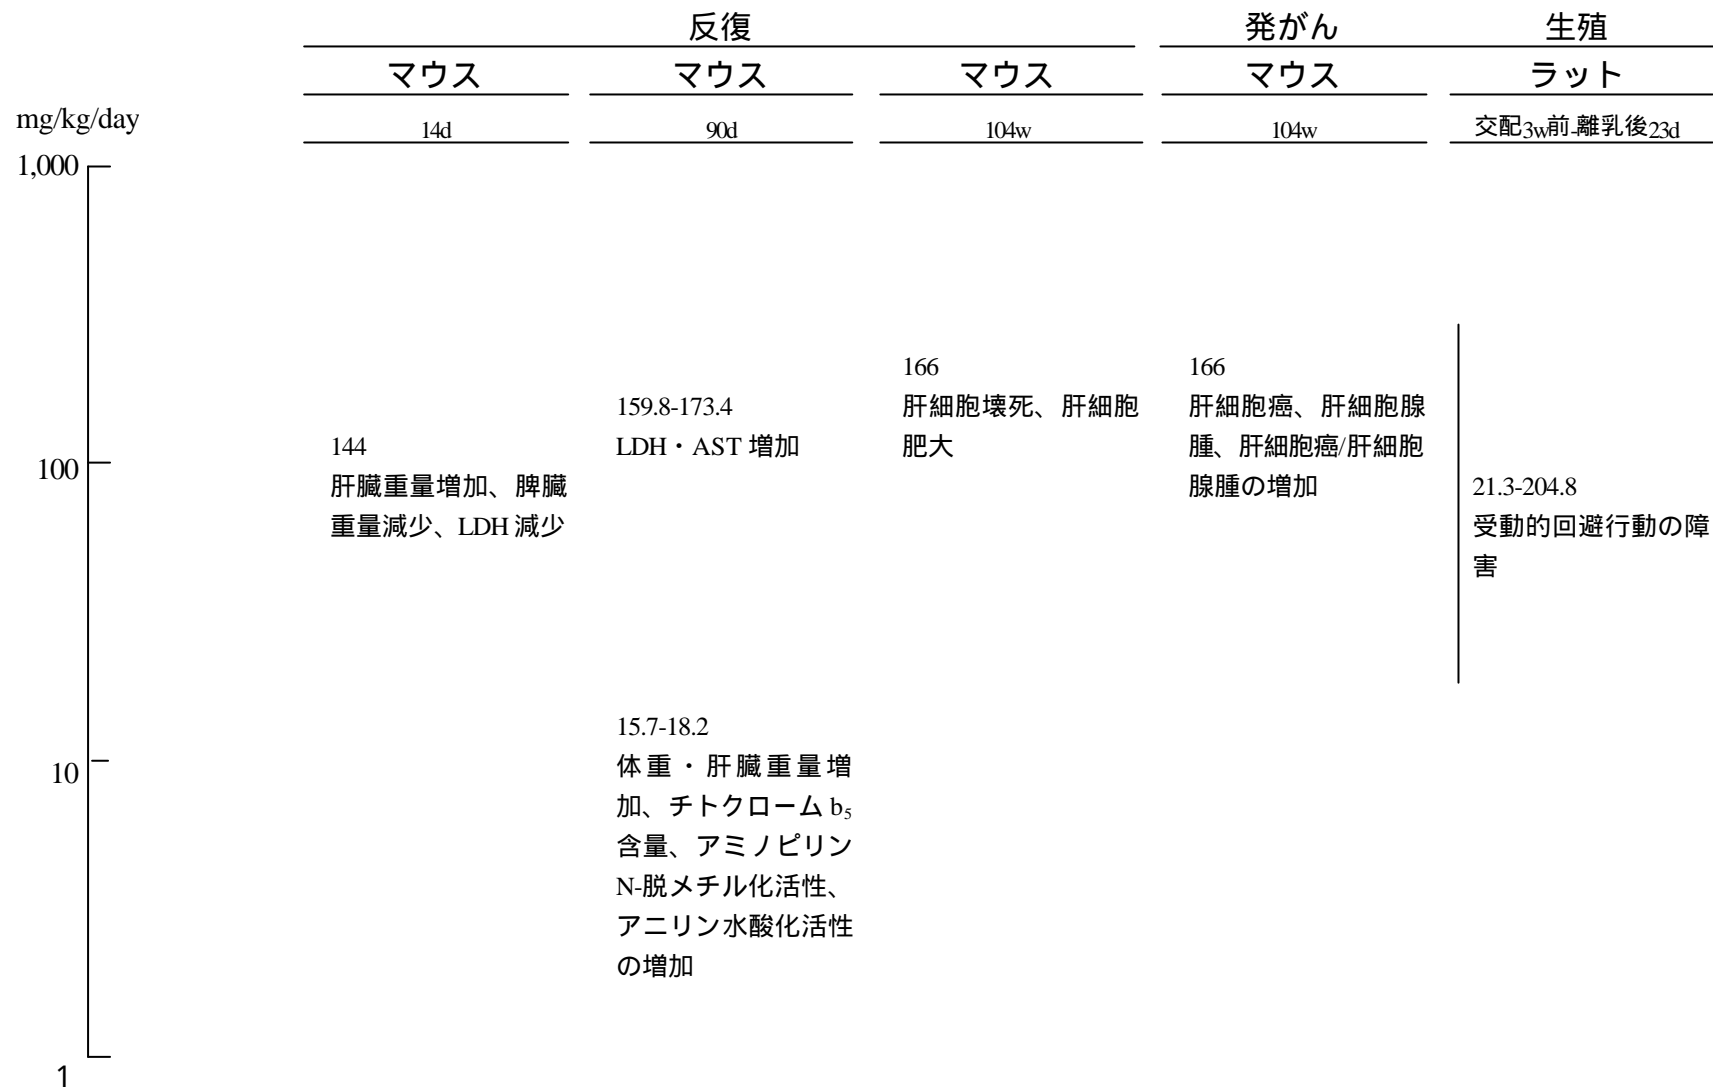 反復 発がん 生殖
マウス マウス マウス マウス ラット
mg/kg/day
14d 90d 104w 104w 交配3w前-離乳後23d
1,000
166
肝細胞壊死、肝細胞
肥大
166
肝細胞癌、肝細胞腺
腫、肝細胞癌/肝細胞
腺腫の増加
159.8-173.4
LDH・AST 増加
144
肝臓重量増加、脾臓
重量減少、LDH 減少
100
21.3-204.8
受動的回避行動の障
害
15.7-18.2
体重・肝臓重量増
加、チトクローム b₅
含量、アミノピリン
N-脱メチル化活性、
アニリン水酸化活性
の増加
10
1